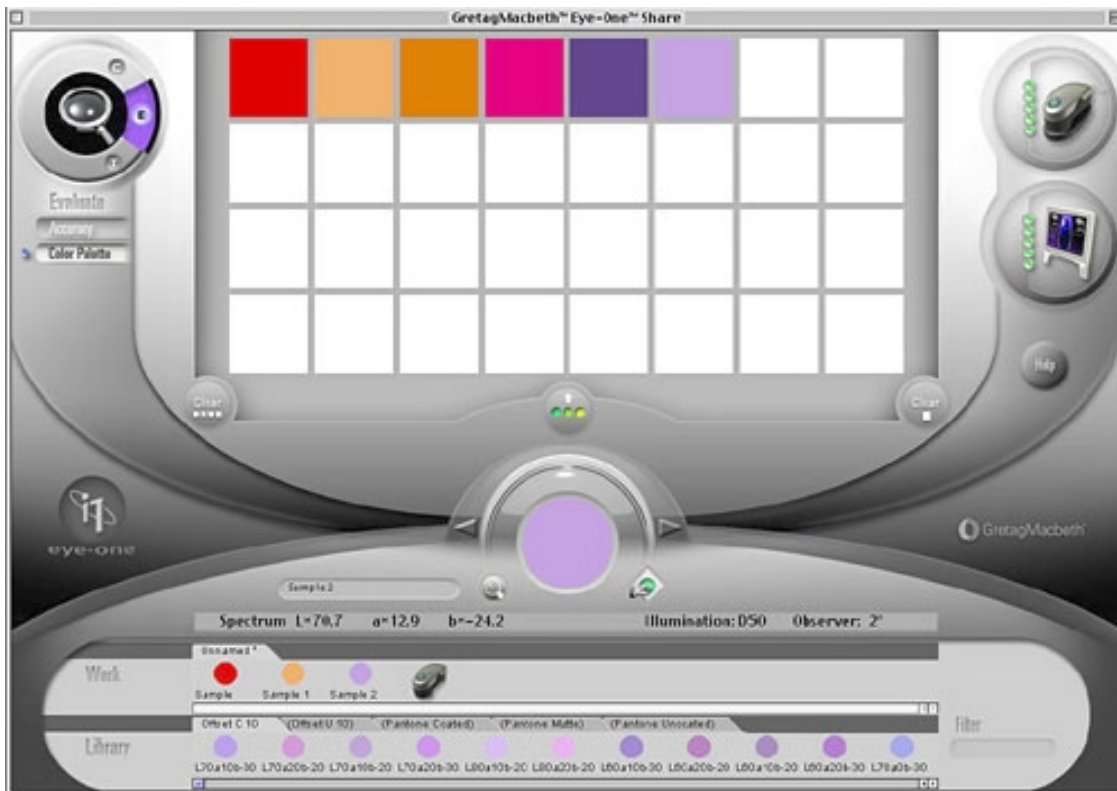 GretagMacbeth™ Eye-One™ Share
C
E
T
Evaluate
Accuracy
Color Palette
Help
Clear
Clear
i1
eye-one
GretagMacbeth™
Sample 2
Spectrum L=70.7 a=12.9 b=-24.2 Illumination: D50 Observer: 2°
Unnamed *
Work
Sample Sample 1 Sample 2
Offset C 10 (Offset U 10) (Pantone Coated) (Pantone Matte) (Pantone Uncoated)
Filter
Library
L70a10b-30 L70a20b-20 L70a10b-20 L70a20b-30 L80a10b-20 L80a20b-20 L60a10b-30 L60a20b-20 L60a10b-20 L60a20b-30 L70a0b-30